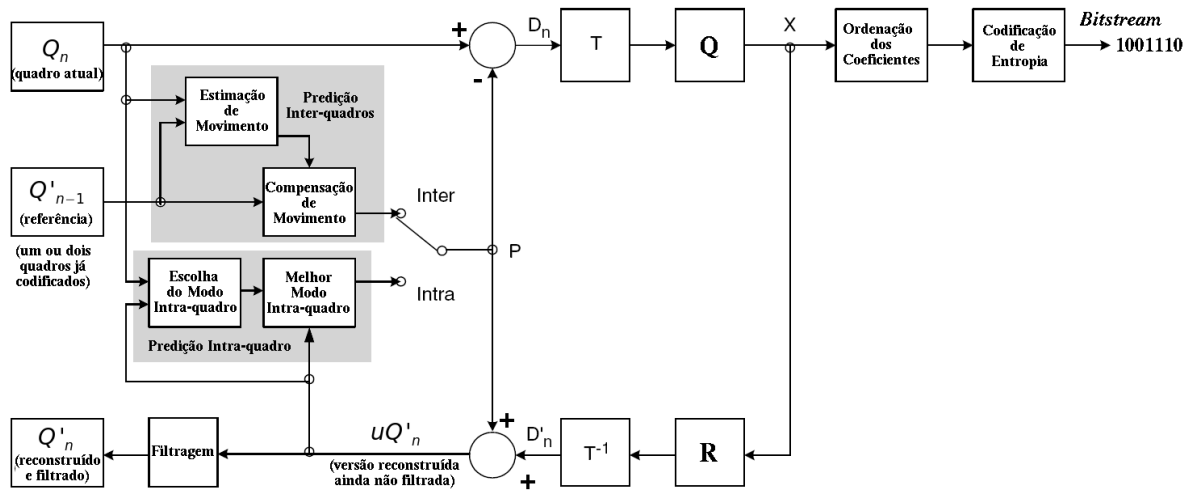 Qn
(quadro atual)
+
-
Dn
T
Q
X
Ordenação
dos
Coeficientes
Codificação
de
Entropia
Bitstream
1001110
Estimação
de
Movimento
Predição
Inter-quadros
Q'n−1
(referência)
(um ou dois
quadros já
codificados)
Compensação
de
Movimento
Inter
P
Intra
Escolha
do Modo
Intra-quadro
Melhor
Modo
Intra-quadro
Predição Intra-quadro
Q'n
(reconstruído
e filtrado)
Filtragem
uQ'n
(versão reconstruída
ainda não filtrada)
+
+
D'n
T-1
R